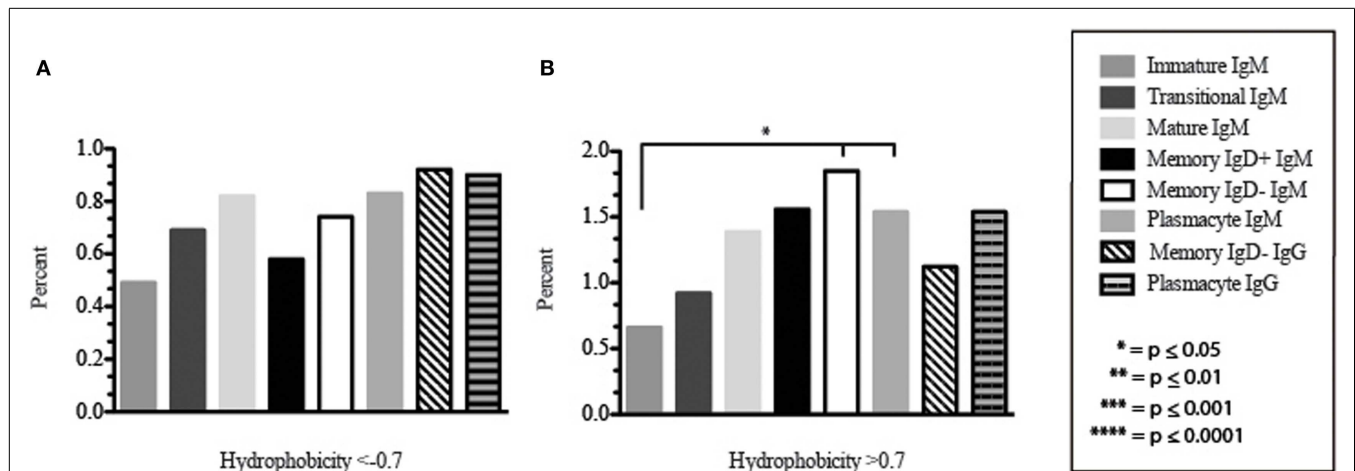 A
Percent
1.0
0.8
0.6
0.4
0.2
0.0
Hydrophobicity <-0.7
B
*
Percent
2.0
1.5
1.0
0.5
0.0
Hydrophobicity >0.7
Immature IgM
Transitional IgM
Mature IgM
Memory IgD+ IgM
Memory IgD- IgM
Plasmacyte IgM
Memory IgD- IgG
Plasmacyte IgG
* = p ≤ 0.05
** = p ≤ 0.01
*** = p ≤ 0.001
**** = p ≤ 0.0001